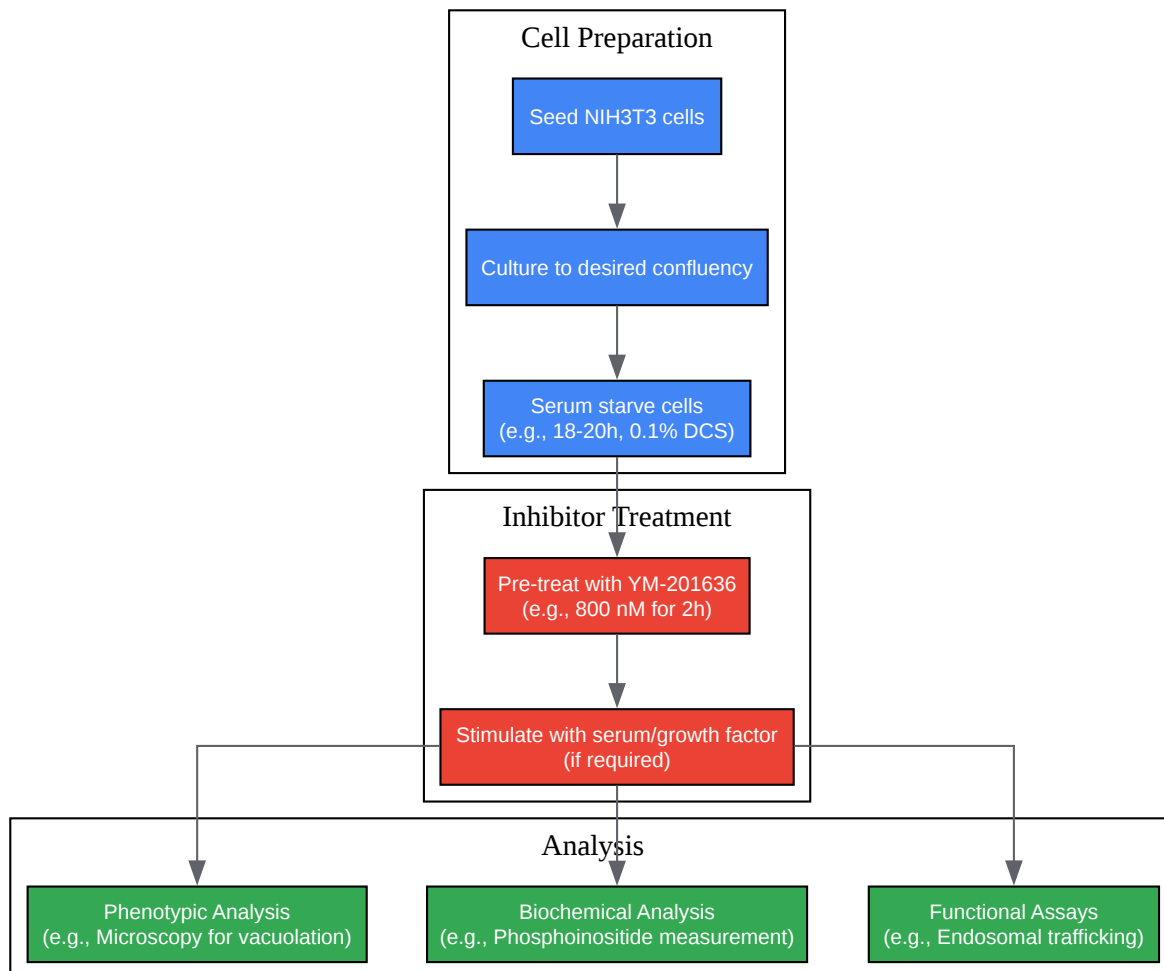 Cell Preparation
Seed NIH3T3 cells
Culture to desired confluency
Serum starve cells
(e.g., 18-20h, 0.1% DCS)
Inhibitor Treatment
Pre-treat with YM-201636
(e.g., 800 nM for 2h)
Stimulate with serum/growth factor
(if required)
Analysis
Phenotypic Analysis
(e.g., Microscopy for vacuolation)
Biochemical Analysis
(e.g., Phosphoinositide measurement)
Functional Assays
(e.g., Endosomal trafficking)